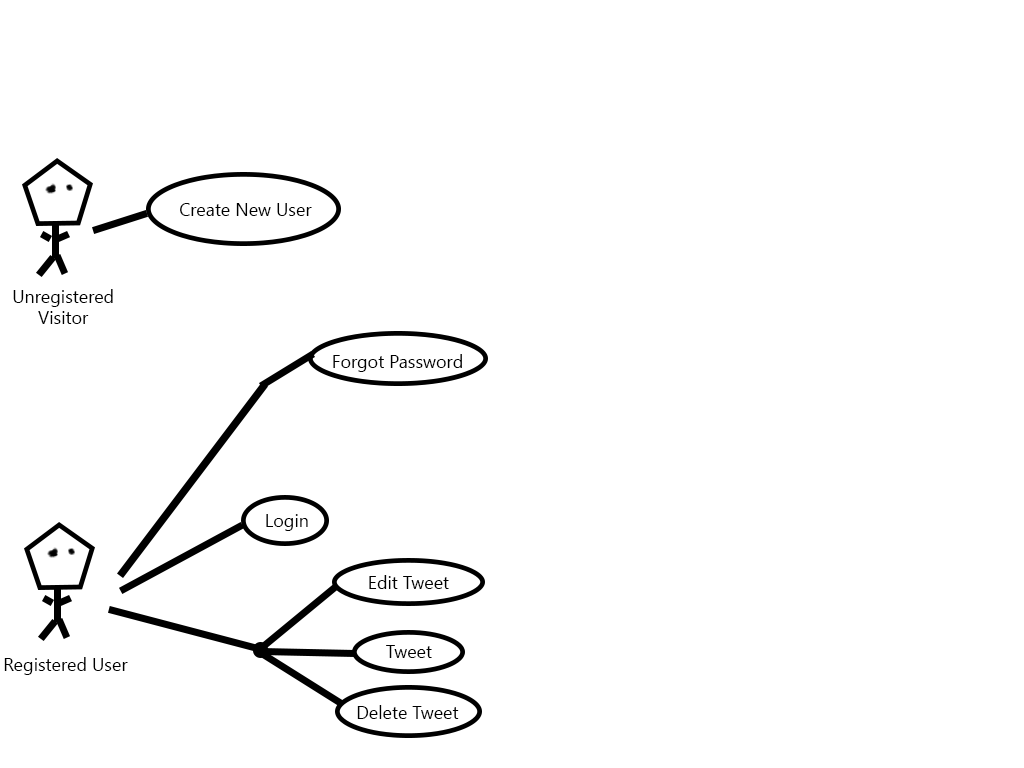 Create New User
Unregistered
Visitor
Forgot Password
Login
Edit Tweet
Tweet
Registered User
Delete Tweet